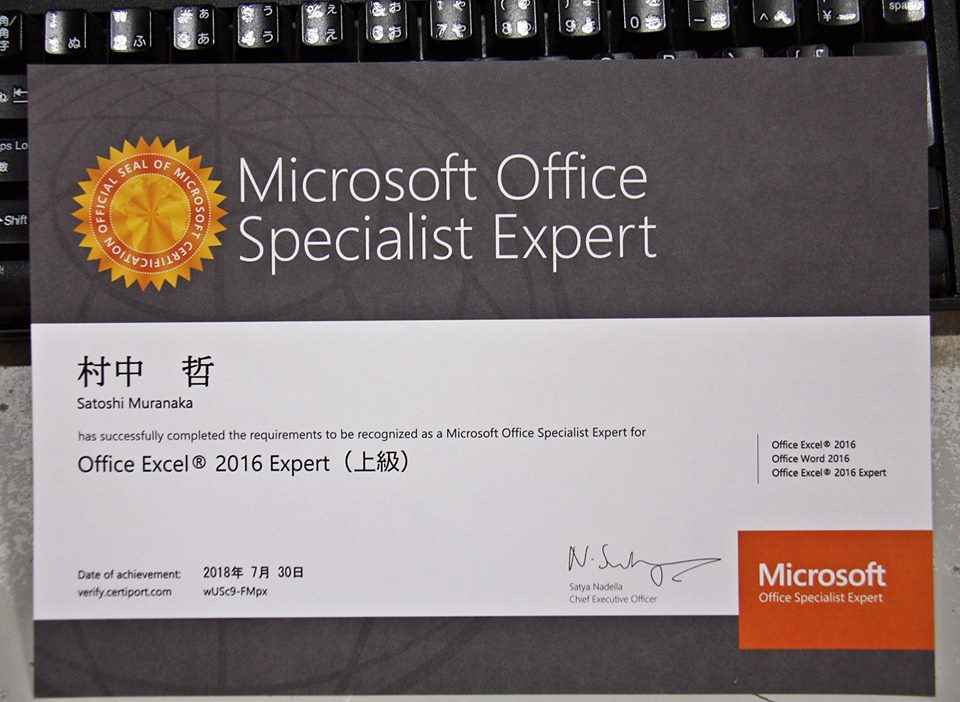 OFFICIAL SEAL OF MICROSOFT CERTIFICATION
Microsoft Office
Specialist Expert
村中 哲
Satoshi Muranaka
has successfully completed the requirements to be recognized as a Microsoft Office Specialist Expert for
Office Excel® 2016 Expert（上級）
Office Excel® 2016
Office Word 2016
Office Excel® 2016 Expert
Date of achievement: 2018年 7月 30日
verify.certiport.com wUSc9-FMpx
Satya Nadella
Chief Executive Officer
Microsoft
Office Specialist Expert
Shift